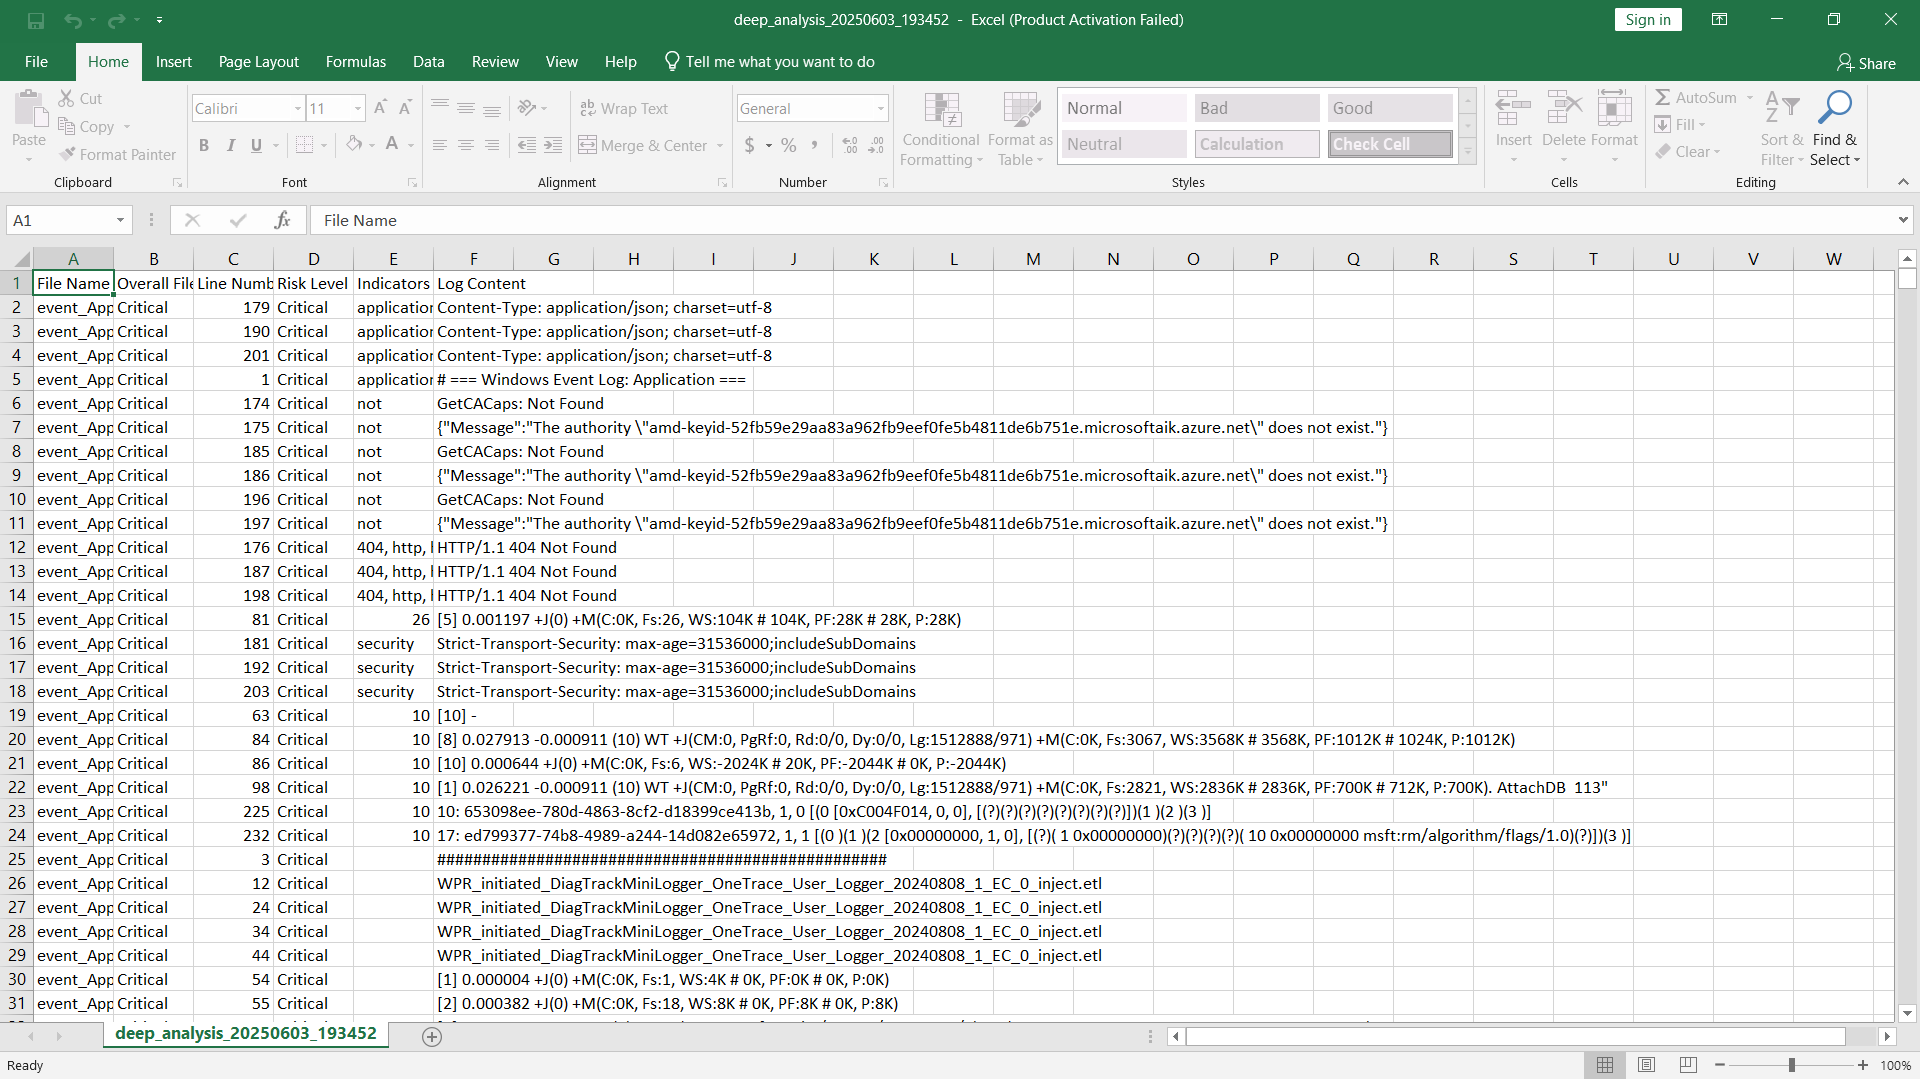 deep_analysis_20250603_193452 - Excel (Product Activation Failed)
Sign in
File Home Insert Page Layout Formulas Data Review View Help Tell me what you want to do
Share
Paste
Cut
Copy
Format Painter
Clipboard
Calibri 11
B I U
Font
Wrap Text
Merge & Center
Alignment
General
$ % ,
Number
Conditional Formatting
Format as Table
Normal Bad Good
Neutral Calculation Check Cell
Styles
Insert Delete Format
Cells
AutoSum
Fill
Clear
Sort & Filter
Find & Select
Editing
A1 fx File Name
A B C D E F G H I J K L M N O P Q R S T U V W
1 File Name Overall File Line Numb Risk Level Indicators Log Content
2 event_App Critical 179 Critical application Content-Type: application/json; charset=utf-8
3 event_App Critical 190 Critical application Content-Type: application/json; charset=utf-8
4 event_App Critical 201 Critical application Content-Type: application/json; charset=utf-8
5 event_App Critical 1 Critical application # === Windows Event Log: Application ===
6 event_App Critical 174 Critical not GetCACaps: Not Found
7 event_App Critical 175 Critical not {"Message":"The authority \"amd-keyid-52fb59e29aa83a962fb9eef0fe5b4811de6b751e.microsoftaik.azure.net\" does not exist."}
8 event_App Critical 185 Critical not GetCACaps: Not Found
9 event_App Critical 186 Critical not {"Message":"The authority \"amd-keyid-52fb59e29aa83a962fb9eef0fe5b4811de6b751e.microsoftaik.azure.net\" does not exist."}
10 event_App Critical 196 Critical not GetCACaps: Not Found
11 event_App Critical 197 Critical not {"Message":"The authority \"amd-keyid-52fb59e29aa83a962fb9eef0fe5b4811de6b751e.microsoftaik.azure.net\" does not exist."}
12 event_App Critical 176 Critical 404, http, HTTP/1.1 404 Not Found
13 event_App Critical 187 Critical 404, http, HTTP/1.1 404 Not Found
14 event_App Critical 198 Critical 404, http, HTTP/1.1 404 Not Found
15 event_App Critical 81 Critical 26 [5] 0.001197 +J(0) +M(C:0K, Fs:26, WS:104K # 104K, PF:28K # 28K, P:28K)
16 event_App Critical 181 Critical security Strict-Transport-Security: max-age=31536000;includeSubDomains
17 event_App Critical 192 Critical security Strict-Transport-Security: max-age=31536000;includeSubDomains
18 event_App Critical 203 Critical security Strict-Transport-Security: max-age=31536000;includeSubDomains
19 event_App Critical 63 Critical 10 [10] -
20 event_App Critical 84 Critical 10 [8] 0.027913 -0.000911 (10) WT +J(CM:0, PgRf:0, Rd:0/0, Dy:0/0, Lg:1512888/971) +M(C:0K, Fs:3067, WS:3568K # 3568K, PF:1012K # 1024K, P:1012K)
21 event_App Critical 86 Critical 10 [10] 0.000644 +J(0) +M(C:0K, Fs:6, WS:-2024K # 20K, PF:-2044K # 0K, P:-2044K)
22 event_App Critical 98 Critical 10 [1] 0.026221 -0.000911 (10) WT +J(CM:0, PgRf:0, Rd:0/0, Dy:0/0, Lg:1512888/971) +M(C:0K, Fs:2821, WS:2836K # 2836K, PF:700K # 712K, P:700K). AttachDB 113"
23 event_App Critical 225 Critical 10 10: 653098ee-780d-4863-8cf2-d18399ce413b, 1, 0 [(0 [0xC004F014, 0, 0], [(?)(?)(?)(?)(?)(?)(?)(?)])(1 )(2 )(3 )]
24 event_App Critical 232 Critical 10 17: ed799377-74b8-4989-a244-14d082e65972, 1, 1 [(0 )(1 )(2 [0x00000000, 1, 0], [(?)( 1 0x00000000)(?)(?)(?)(?)( 10 0x00000000 msft:rm/algorithm/flags/1.0)(?)])(3 )]
25 event_App Critical 3 Critical ##################################################
26 event_App Critical 12 Critical WPR_initiated_DiagTrackMiniLogger_OneTrace_User_Logger_20240808_1_EC_0_inject.etl
27 event_App Critical 24 Critical WPR_initiated_DiagTrackMiniLogger_OneTrace_User_Logger_20240808_1_EC_0_inject.etl
28 event_App Critical 34 Critical WPR_initiated_DiagTrackMiniLogger_OneTrace_User_Logger_20240808_1_EC_0_inject.etl
29 event_App Critical 44 Critical WPR_initiated_DiagTrackMiniLogger_OneTrace_User_Logger_20240808_1_EC_0_inject.etl
30 event_App Critical 54 Critical [1] 0.000004 +J(0) +M(C:0K, Fs:1, WS:4K # 0K, PF:0K # 0K, P:0K)
31 event_App Critical 55 Critical [2] 0.000382 +J(0) +M(C:0K, Fs:18, WS:8K # 0K, PF:8K # 0K, P:8K)
deep_analysis_20250603_193452
Ready
100%